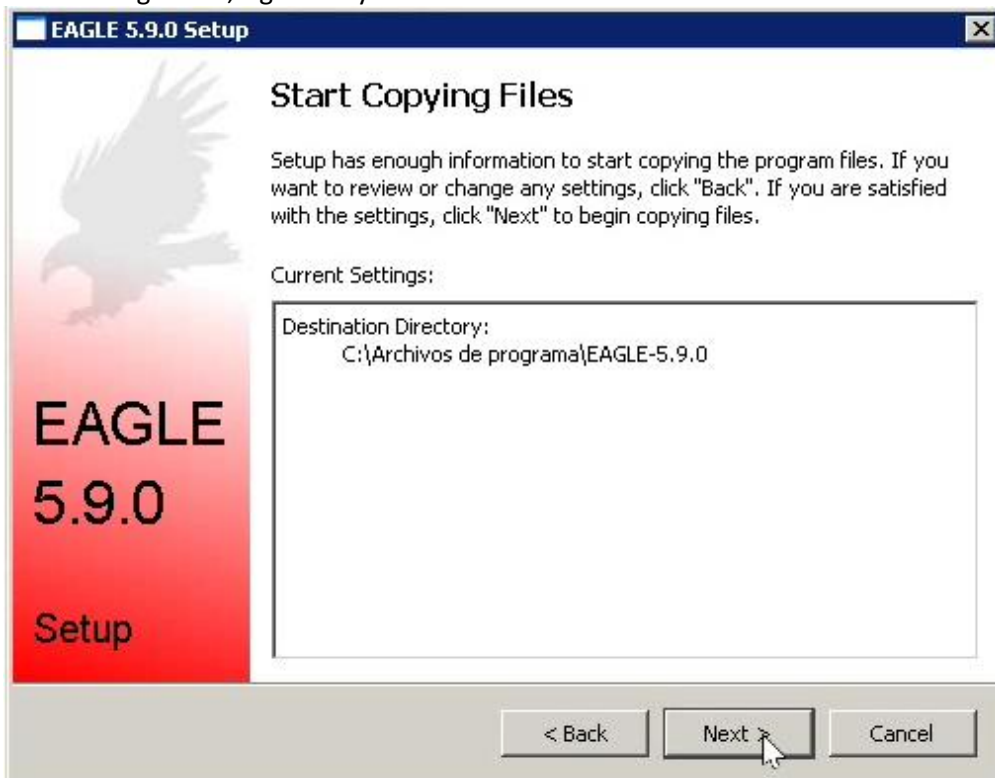 EAGLE 5.9.0 Setup
Start Copying Files
Setup has enough information to start copying the program files. If you
want to review or change any settings, click "Back". If you are satisfied
with the settings, click "Next" to begin copying files.
Current Settings:
Destination Directory:
C:\Archivos de programa\EAGLE-5.9.0
EAGLE
5.9.0
Setup
< Back
Next >
Cancel